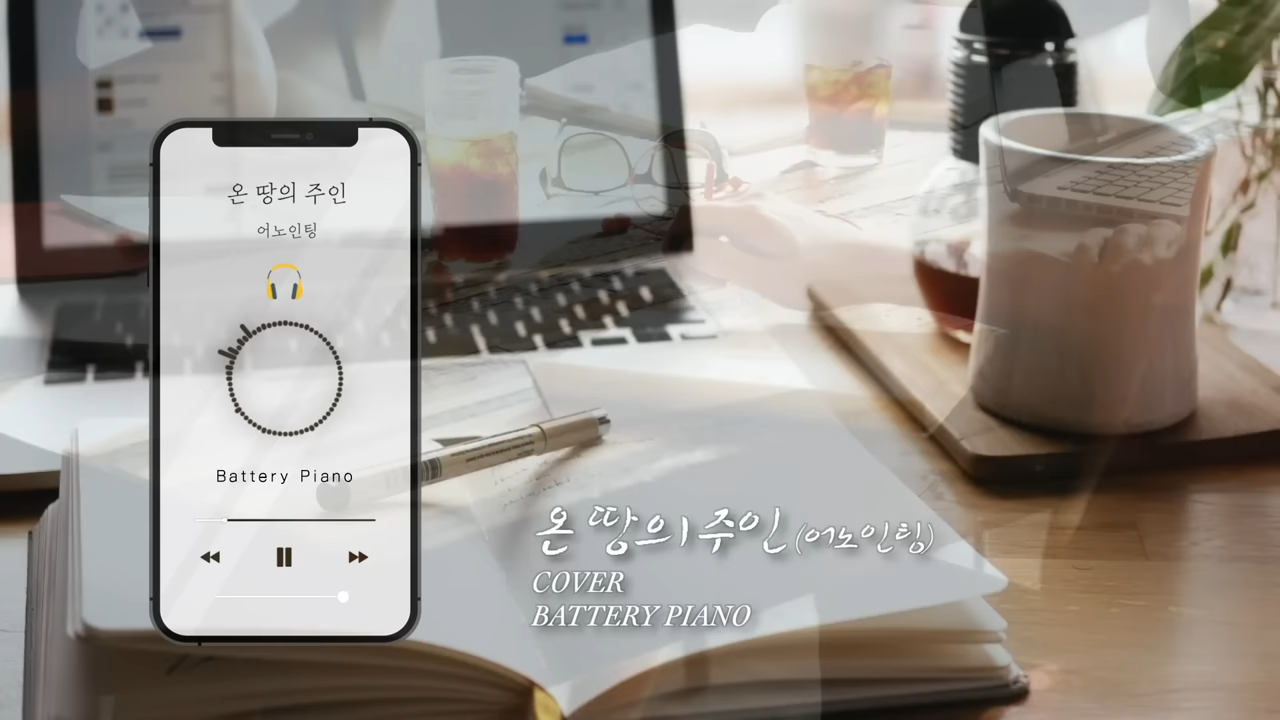 온 땅의 주인
어노인팅
Battery Piano
온 땅의 주인 (어노인팅)
COVER
BATTERY PIANO